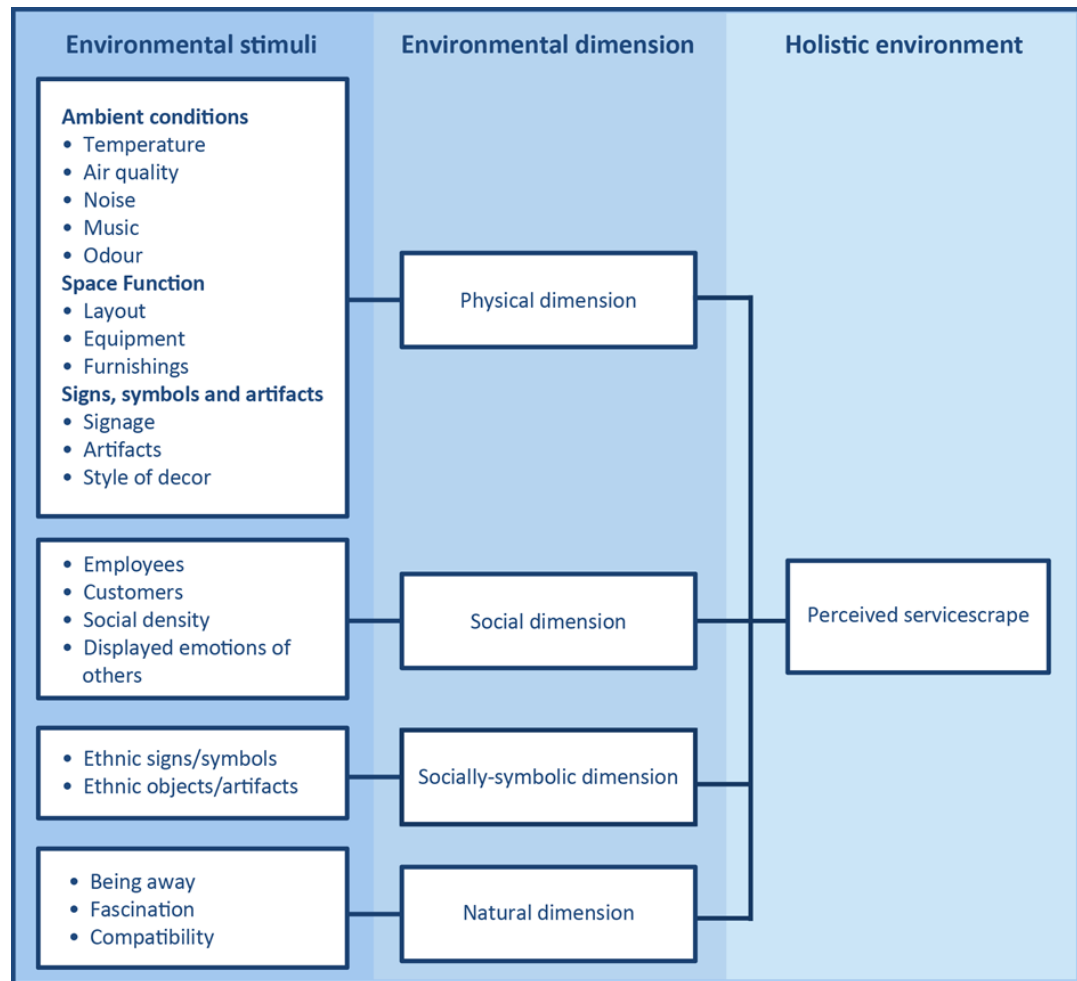 Environmental stimuli
Environmental dimension
Holistic environment
Ambient conditions
• Temperature
• Air quality
• Noise
• Music
• Odour
Space Function
• Layout
• Equipment
• Furnishings
Signs, symbols and artifacts
• Signage
• Artifacts
• Style of decor
Physical dimension
• Employees
• Customers
• Social density
• Displayed emotions of
others
Social dimension
Perceived servicescrape
• Ethnic signs/symbols
• Ethnic objects/artifacts
Socially-symbolic dimension
• Being away
• Fascination
• Compatibility
Natural dimension